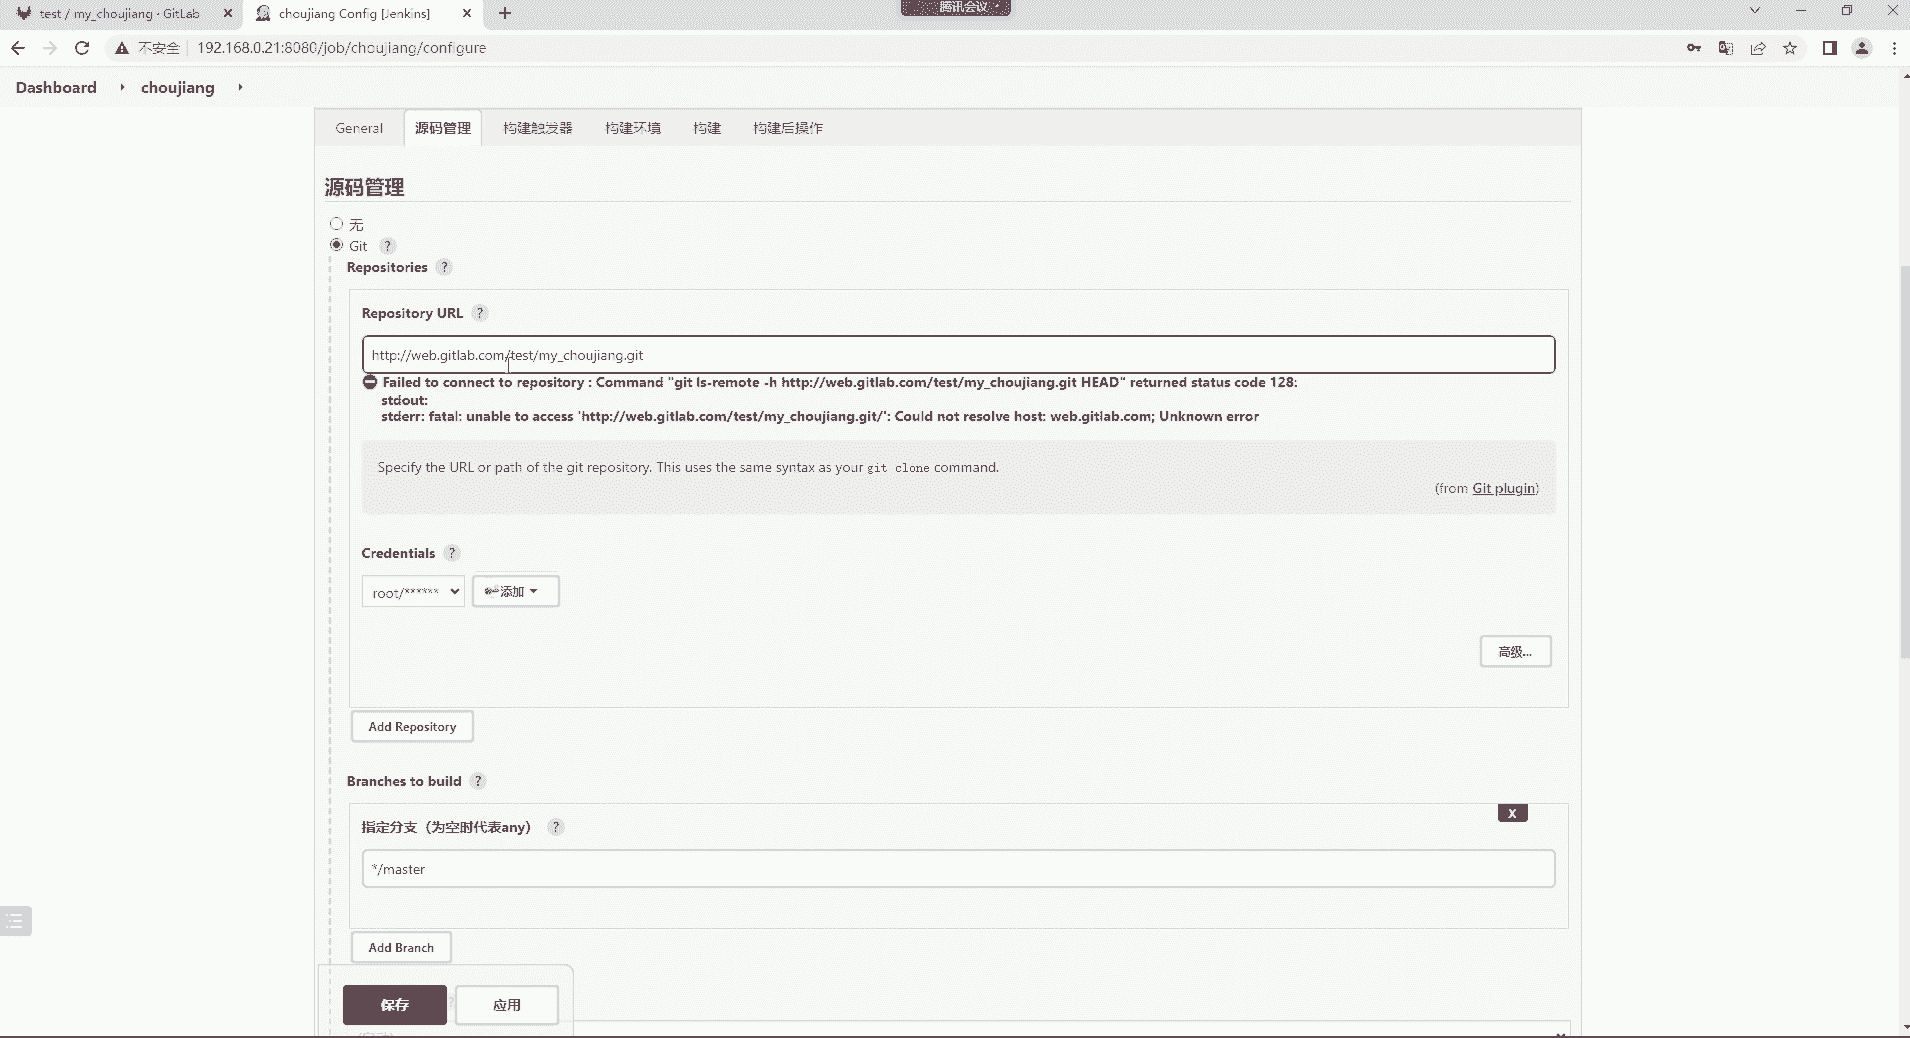 test / my_choujiang · GitLab
choujiang Config [Jenkins]
腾讯会议
不安全
192.168.0.21:8080/job/choujiang/configure
Dashboard
choujiang
General
源码管理
构建触发器
构建环境
构建
构建后操作
源码管理
无
Git ?
Repositories ?
Repository URL ?
http://web.gitlab.com/test/my_choujiang.git
Failed to connect to repository : Command "git ls-remote -h http://web.gitlab.com/test/my_choujiang.git HEAD" returned status code 128:
stdout:
stderr: fatal: unable to access 'http://web.gitlab.com/test/my_choujiang.git/': Could not resolve host: web.gitlab.com; Unknown error
Specify the URL or path of the git repository. This uses the same syntax as your git clone command.
(from Git plugin)
Credentials ?
root/******
添加
高级...
Add Repository
Branches to build ?
X
指定分支（为空时代表any） ?
*/master
Add Branch
保存
?
应用